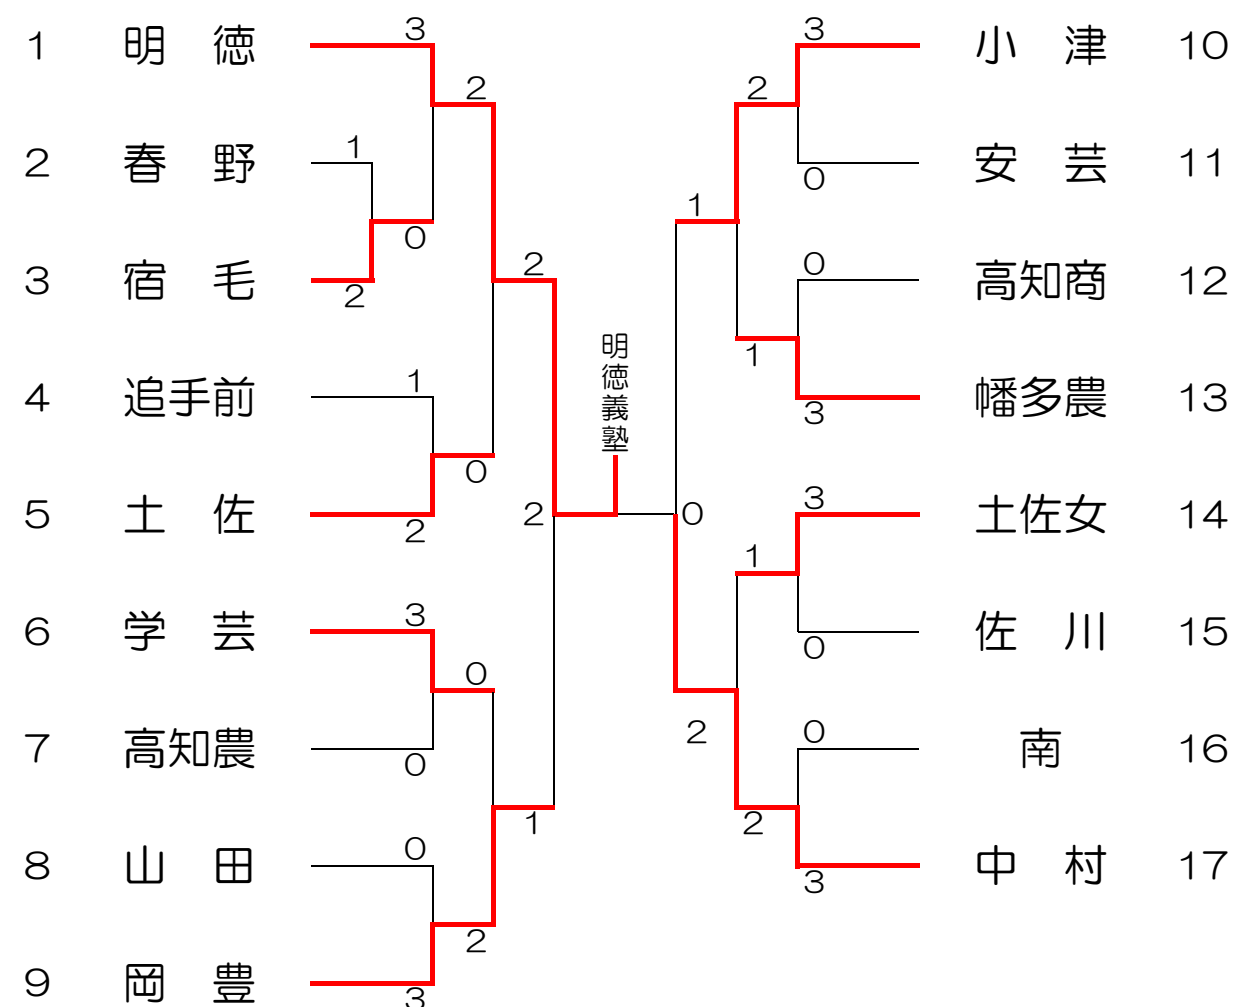 1 明 徳 3
2
2 春 野 1
0
3 宿 毛 2
2
4 追手前 1
0
5 土 佐 2
2
6 学 芸 3
0
7 高知農 0
1
8 山 田 0
2
9 岡 豊 3
明徳義塾
0
3 小 津 10
2
0 安 芸 11
1
0 高知商 12
1
3 幡多農 13
3 土佐女 14
1
0 佐 川 15
2
0 南 16
2
3 中 村 17